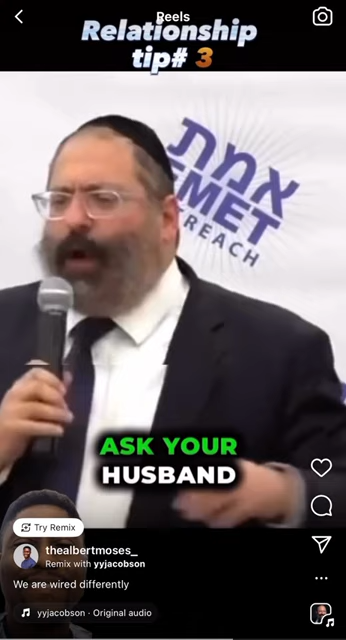 Reels
Relationship
tip# 3
אמת
EMET
REACH
ASK YOUR
HUSBAND
Try Remix
thealbertmoses_
Remix with yyjacobson
We are wired differently
yyjacobson · Original audio